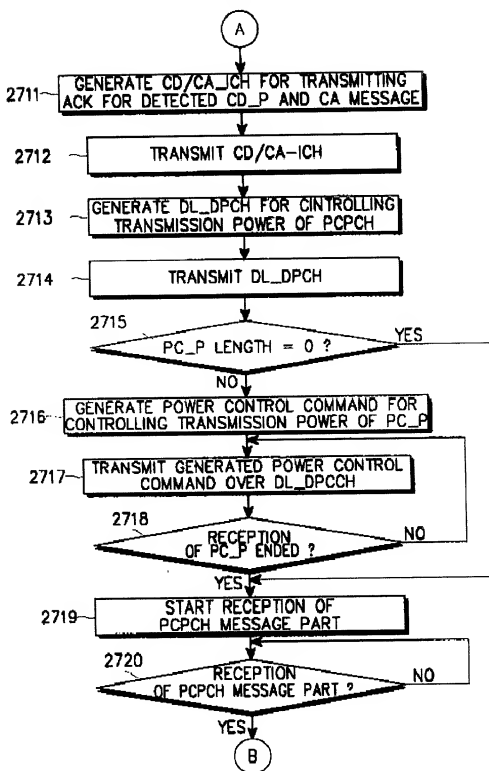 A
2711
GENERATE CD/CA_ICH FOR TRANSMITTING
ACK FOR DETECTED CD_P AND CA MESSAGE
2712
TRANSMIT CD/CA-ICH
2713
GENERATE DL_DPCH FOR CINTROLLING
TRANSMISSION POWER OF PCPCH
2714
TRANSMIT DL_DPCH
2715
PC_P LENGTH = 0 ?
YES
NO
2716
GENERATE POWER CONTROL COMMAND FOR
CONTROLLING TRANSMISSION POWER OF PC_P
2717
TRANSMIT GENERATED POWER CONTROL
COMMAND OVER DL_DPCCH
2718
RECEPTION
OF PC_P ENDED ?
NO
YES
2719
START RECEPTION OF
PCPCH MESSAGE PART
2720
RECEPTION
OF PCPCH MESSAGE PART ?
NO
YES
B